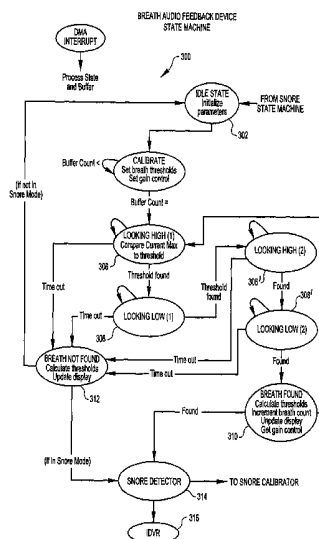 BREATH AUDIO FEEDBACK DEVICE
STATE MACHINE
DMA
INTERRUPT
Process State
and Buffer
300
IDLE STATE
Initialize
parameters
302
FROM SNORE
STATE MACHINE
(If not In
Snore Mode)
Buffer Count <
CALIBRATE
Set breath thresholds
Set gain control
Buffer Count =
LOOKING HIGH (1)
Compare Current Max
to threshold
306
LOOKING HIGH (2)
306'
Time out
Threshold
found
Threshold
found
Found
LOOKING LOW (1)
308
LOOKING LOW (2)
308'
Time out
Time out
Time out
Found
BREATH NOT FOUND
Calculate thresholds
Update display
312
BREATH FOUND
Calculate thresholds
Increment breath count
Unpdate display
Get gain control
310
Found
(If in
Snore Mode)
SNORE
DETECTOR
314
TO SNORE CALIBRATOR
IDVR
316